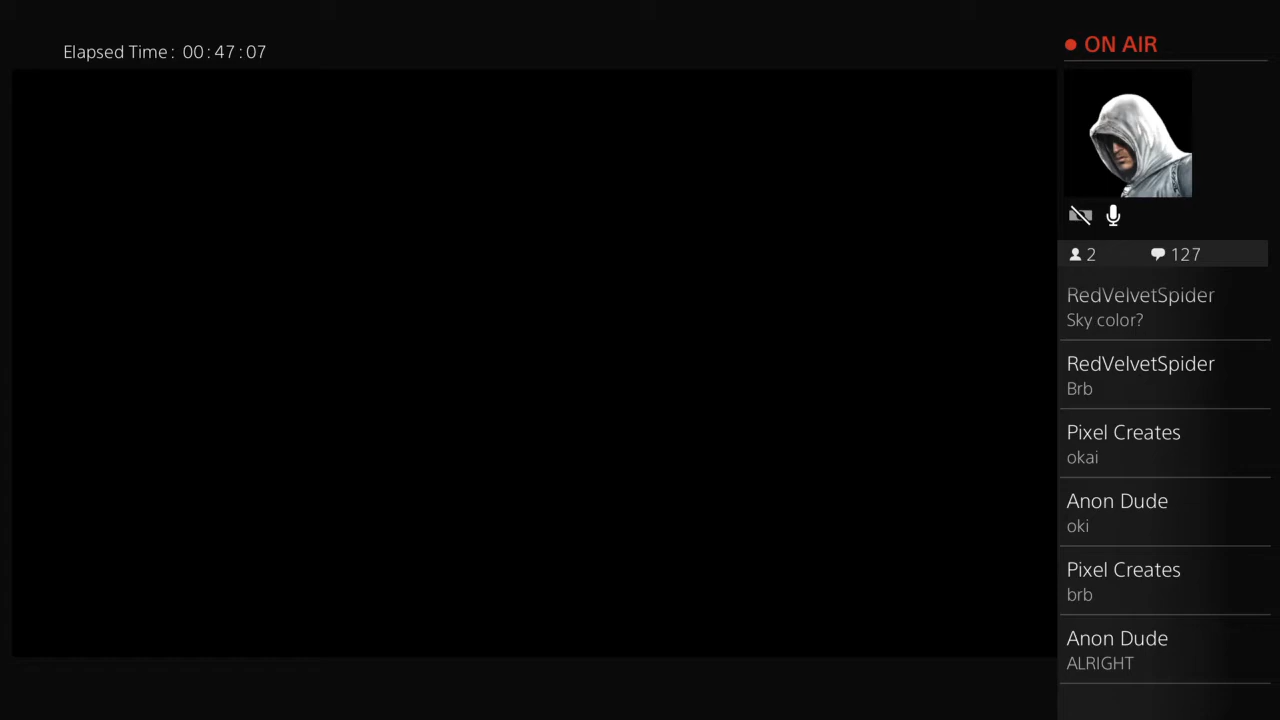 Elapsed Time: 00:47:07
ON AIR
2 127
RedVelvetSpider
Sky color?
RedVelvetSpider
Brb
Pixel Creates
okai
Anon Dude
oki
Pixel Creates
brb
Anon Dude
ALRIGHT